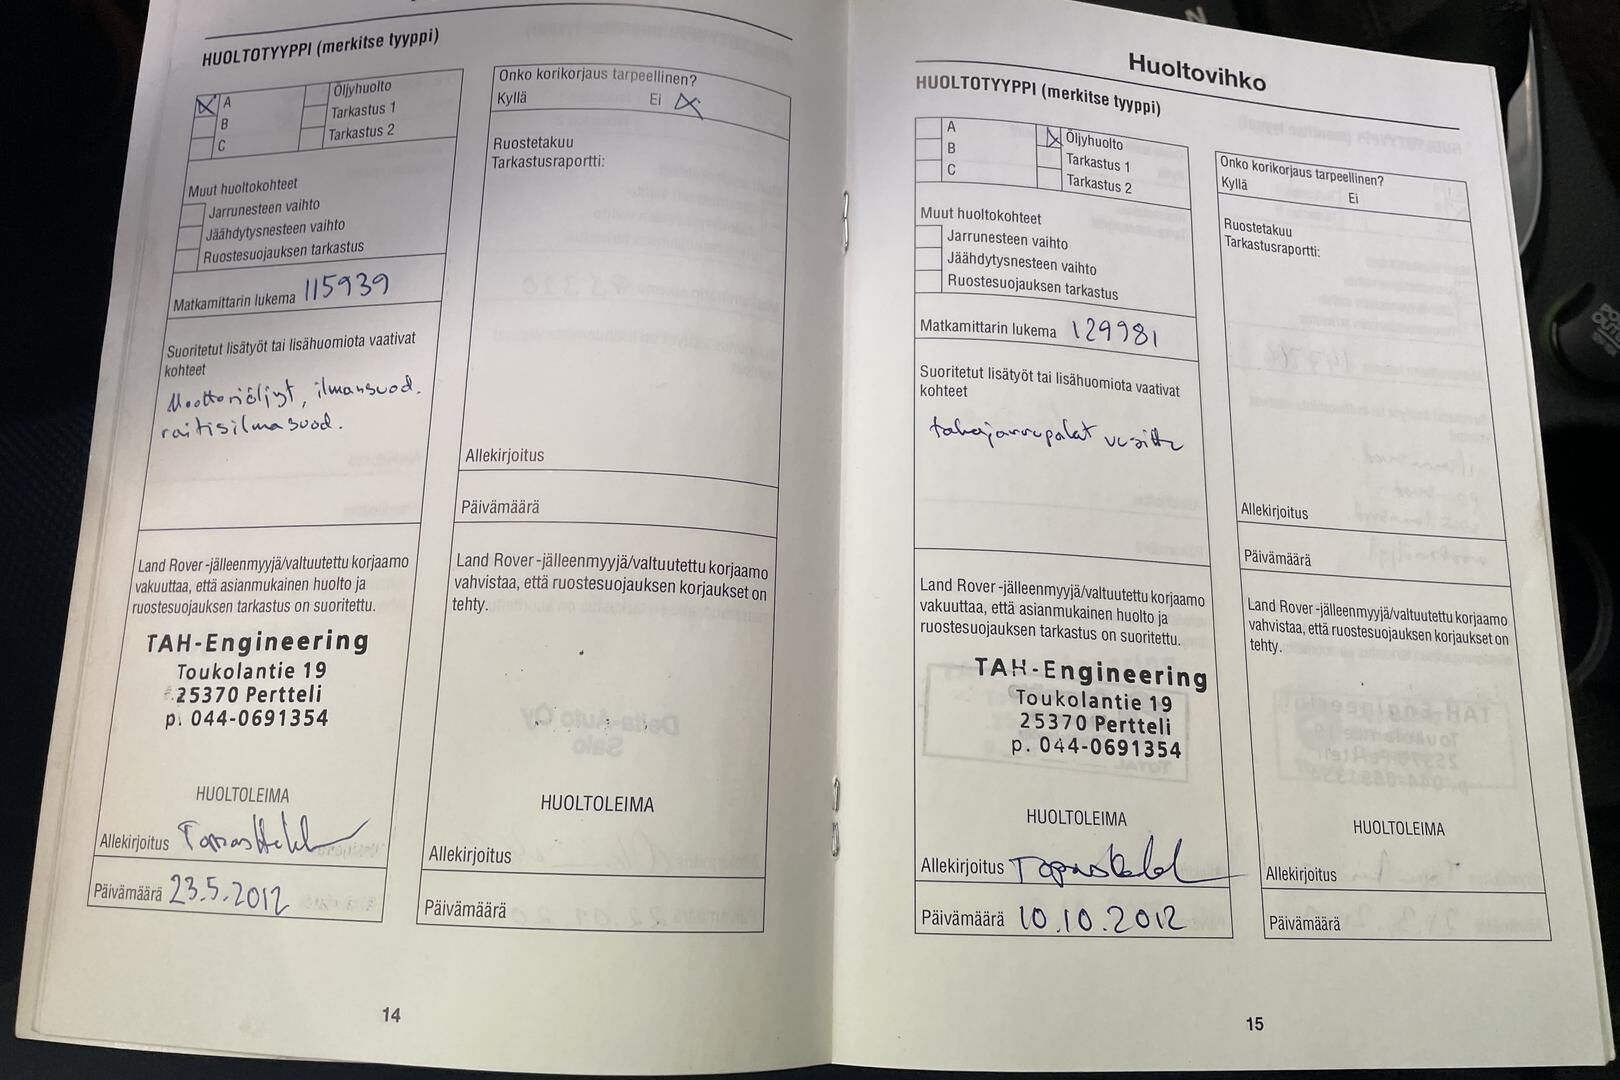 HUOLTOTYYPPI (merkitse tyyppi)
A
B
C
Öljyhuolto
Tarkastus 1
Tarkastus 2
Muut huoltokohteet
Jarrunesteen vaihto
Jäähdytysnesteen vaihto
Ruostesuojauksen tarkastus
Matkamittarin lukema 115939
Suoritetut lisätyöt tai lisähuomiota vaativat
kohteet
Moottoriöljyt, ilmansuod.
raitisilmasuod.
Land Rover -jälleenmyyjä/valtuutettu korjaamo
vakuuttaa, että asianmukainen huolto ja
ruostesuojauksen tarkastus on suoritettu.
TAH-Engineering
Toukolantie 19
25370 Pertteli
p. 044-0691354
HUOLTOLEIMA
Allekirjoitus
Päivämäärä 23.5.2012
Onko korikorjaus tarpeellinen?
Kyllä Ei
Ruostetakuu
Tarkastusraportti:
Allekirjoitus
Päivämäärä
Land Rover -jälleenmyyjä/valtuutettu korjaamo
vahvistaa, että ruostesuojauksen korjaukset on
tehty.
HUOLTOLEIMA
Allekirjoitus
Päivämäärä
14
Huoltovihko
HUOLTOTYYPPI (merkitse tyyppi)
A
B
C
Öljyhuolto
Tarkastus 1
Tarkastus 2
Muut huoltokohteet
Jarrunesteen vaihto
Jäähdytysnesteen vaihto
Ruostesuojauksen tarkastus
Matkamittarin lukema 129981
Suoritetut lisätyöt tai lisähuomiota vaativat
kohteet
takajarrupalat uusittu
Land Rover -jälleenmyyjä/valtuutettu korjaamo
vakuuttaa, että asianmukainen huolto ja
ruostesuojauksen tarkastus on suoritettu.
TAH-Engineering
Toukolantie 19
25370 Pertteli
p. 044-0691354
HUOLTOLEIMA
Allekirjoitus
Päivämäärä 10.10.2012
Onko korikorjaus tarpeellinen?
Kyllä Ei
Ruostetakuu
Tarkastusraportti:
Allekirjoitus
Päivämäärä
Land Rover -jälleenmyyjä/valtuutettu korjaamo
vahvistaa, että ruostesuojauksen korjaukset on
tehty.
HUOLTOLEIMA
Allekirjoitus
Päivämäärä
15